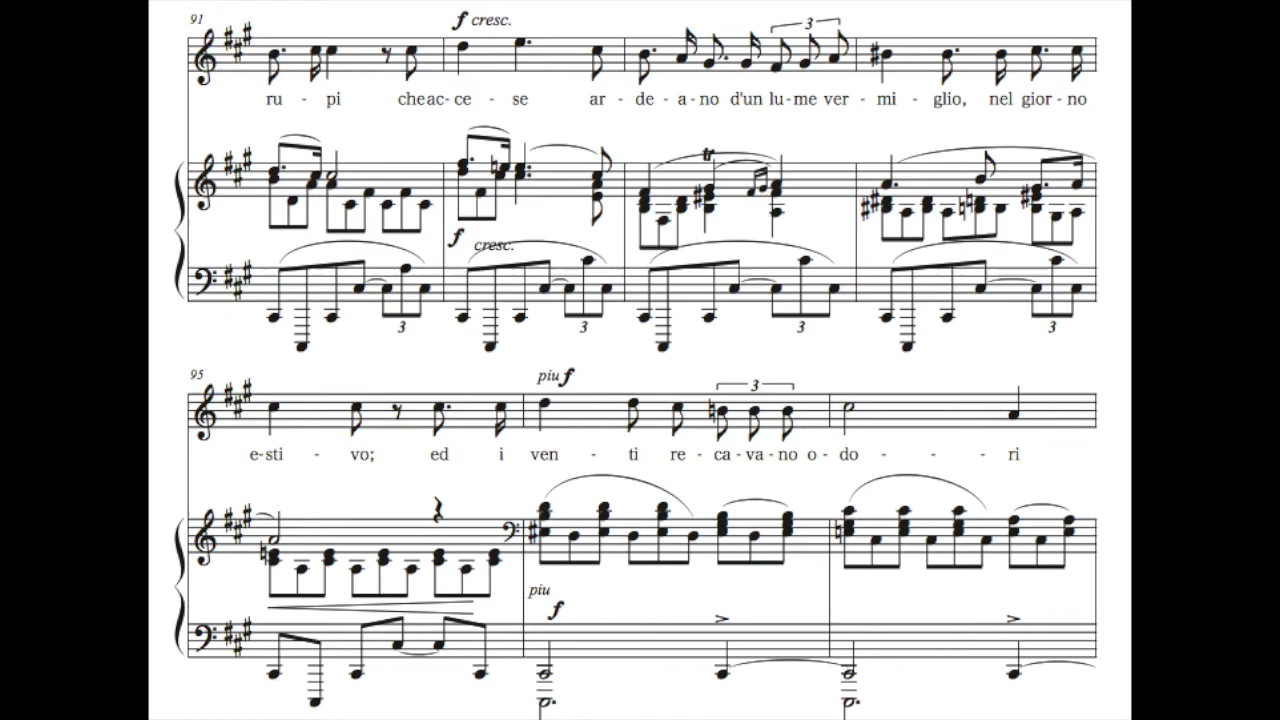 91
f cresc.
3
ru - pi che ac - ce - se ar - de - a - no d'un lu - me ver - mi - glio, nel gior - no
tr
f cresc.
3 3 3 3
95
piu f
3
e - sti - vo; ed i ven - ti re - ca - va - no o - do - - - ri
piu
f